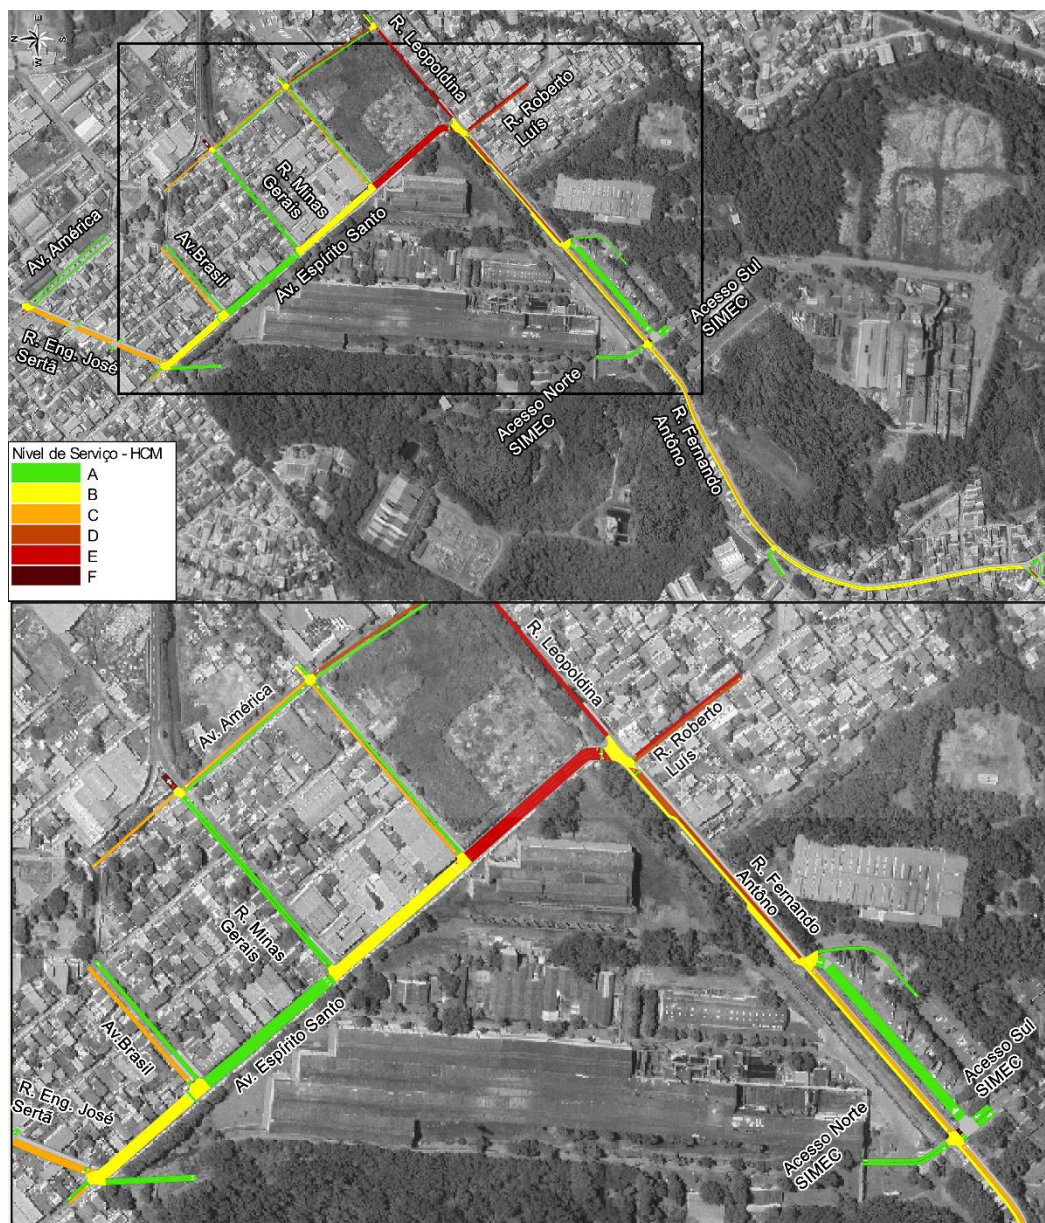 E
N
S
W
R. Leopoldina
R. Roberto
Luís
R. Minas
Gerais
Av. América
Av.Brasil
Av. Espírito Santo
Acesso Sul
SIMEC
R. Eng. José
Sertã
Acesso Norte
SIMEC
R. Fernando
Antôno
Nível de Serviço - HCM
A
B
C
D
E
F
R. Leopoldina
Av. América
R. Roberto
Luís
R. Fernando
Antôno
R. Minas
Gerais
Av. Espírito Santo
Av.Brasil
Acesso Sul
SIMEC
R. Eng. José
Sertã
Acesso Norte
SIMEC